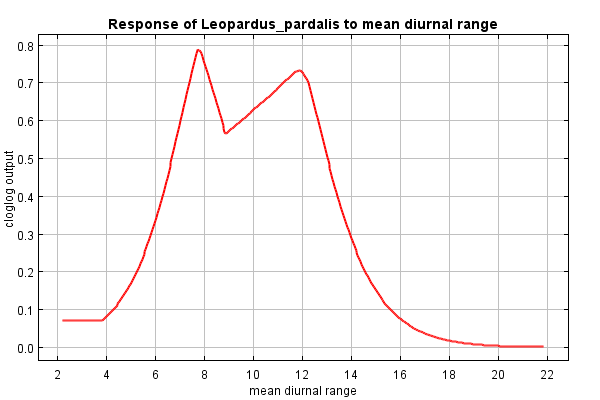 Response of Leopardus_pardalis to mean diurnal range
cloglog output
0.8
0.7
0.6
0.5
0.4
0.3
0.2
0.1
0.0
2 4 6 8 10 12 14 16 18 20 22
mean diurnal range